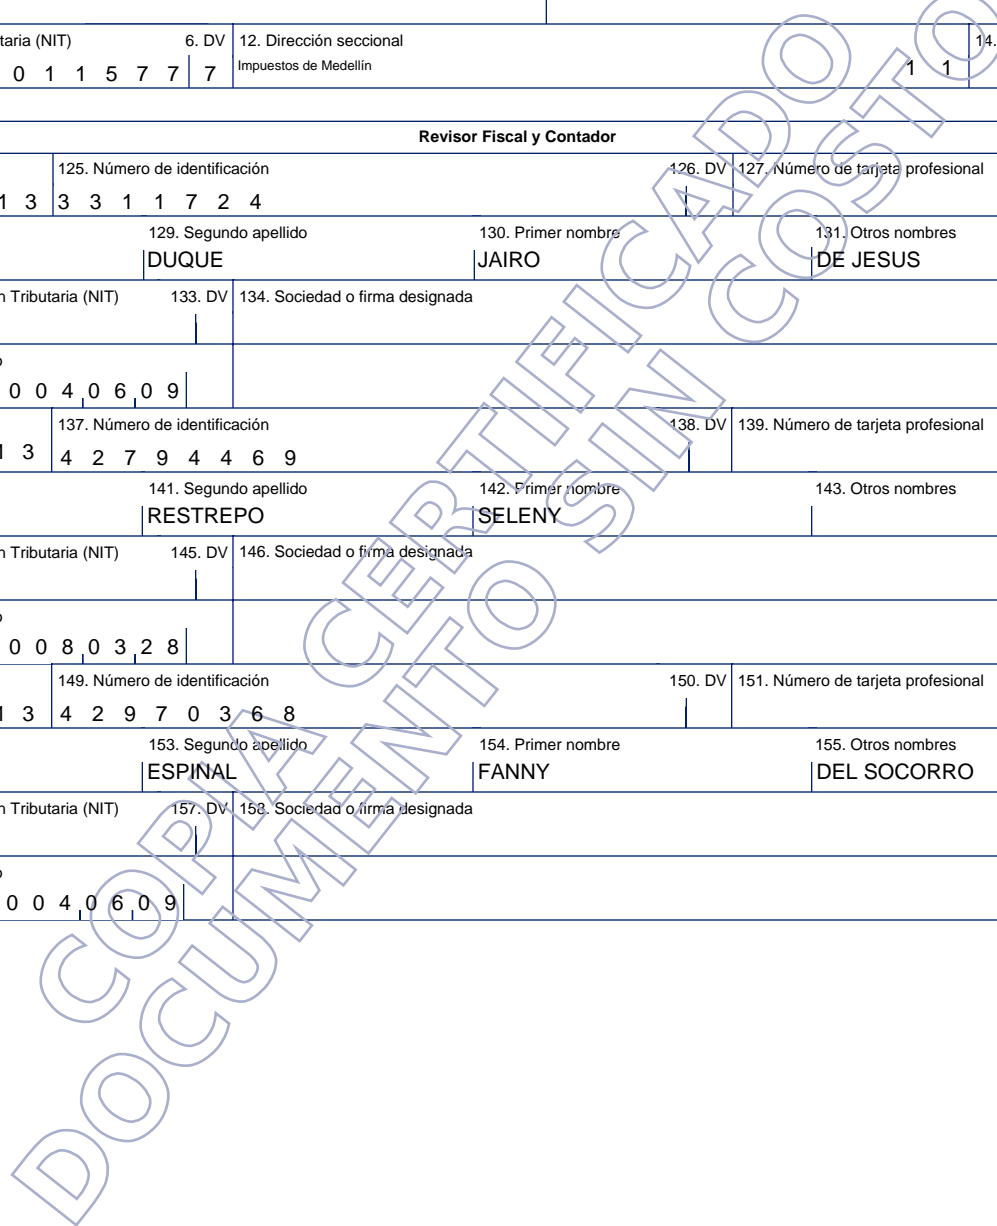 taria (NIT) 6. DV 12. Dirección seccional 14.
0 1 1 5 7 7 7 Impuestos de Medellín 1 1
Revisor Fiscal y Contador
125. Número de identificación 126. DV 127. Número de tarjeta profesional
1 3 3 3 1 1 7 2 4
129. Segundo apellido 130. Primer nombre 131. Otros nombres
DUQUE JAIRO DE JESUS
n Tributaria (NIT) 133. DV 134. Sociedad o firma designada
o
0 0 4 0 6 0 9
137. Número de identificación 138. DV 139. Número de tarjeta profesional
1 3 4 2 7 9 4 4 6 9
141. Segundo apellido 142. Primer nombre 143. Otros nombres
RESTREPO SELENY
n Tributaria (NIT) 145. DV 146. Sociedad o firma designada
o
0 0 8 0 3 2 8
149. Número de identificación 150. DV 151. Número de tarjeta profesional
1 3 4 2 9 7 0 3 6 8
153. Segundo apellido 154. Primer nombre 155. Otros nombres
ESPINAL FANNY DEL SOCORRO
n Tributaria (NIT) 157. DV 158. Sociedad o firma designada
o
0 0 4 0 6 0 9
COPIA CERTIFICADO
DOCUMENTO SIN COSTO